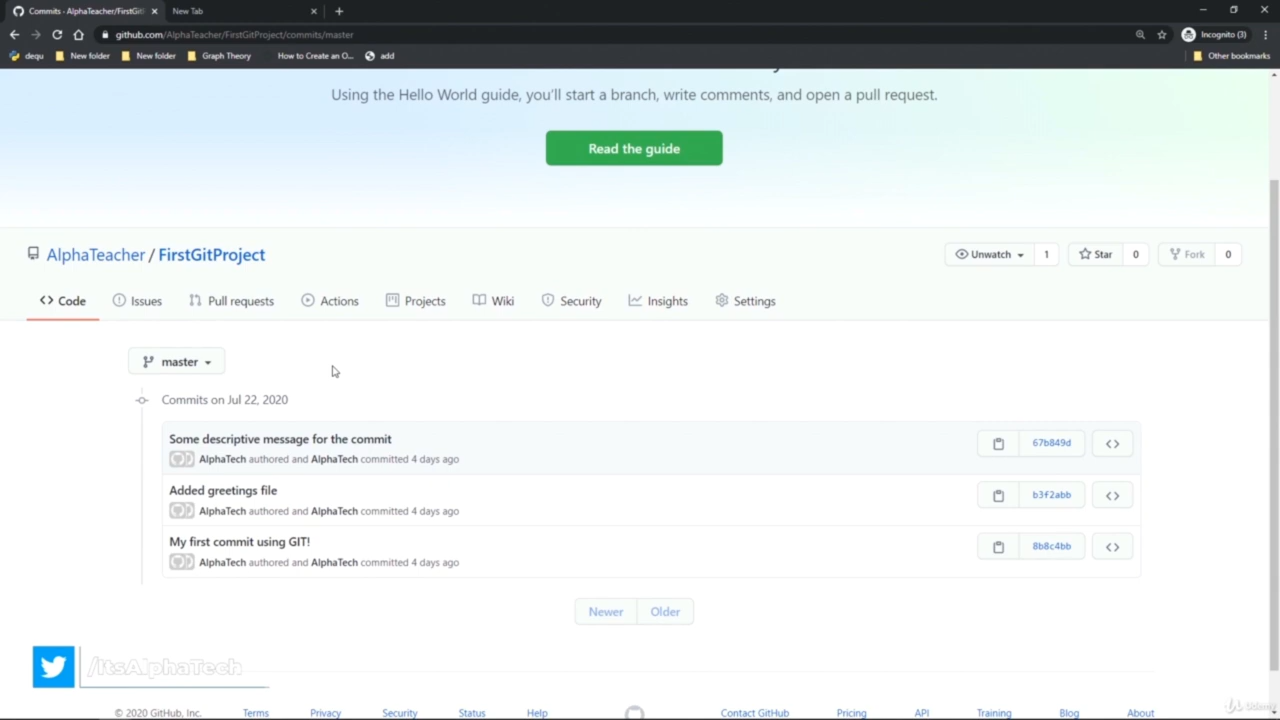 Commits · AlphaTeacher/FirstGit
New Tab
github.com/AlphaTeacher/FirstGitProject/commits/master
Incognito (3)
dequ
New folder
New folder
Graph Theory
How to Create an O...
add
Other bookmarks
Using the Hello World guide, you'll start a branch, write comments, and open a pull request.
Read the guide
AlphaTeacher / FirstGitProject
Unwatch 1
Star 0
Fork 0
Code
Issues
Pull requests
Actions
Projects
Wiki
Security
Insights
Settings
master
Commits on Jul 22, 2020
Some descriptive message for the commit
AlphaTech authored and AlphaTech committed 4 days ago
67b849d
Added greetings file
AlphaTech authored and AlphaTech committed 4 days ago
b3f2abb
My first commit using GIT!
AlphaTech authored and AlphaTech committed 4 days ago
8b8c4bb
Newer
Older
/ItsAlphaTech
© 2020 GitHub, Inc.
Terms
Privacy
Security
Status
Help
Contact GitHub
Pricing
API
Training
Blog
About
Udemy